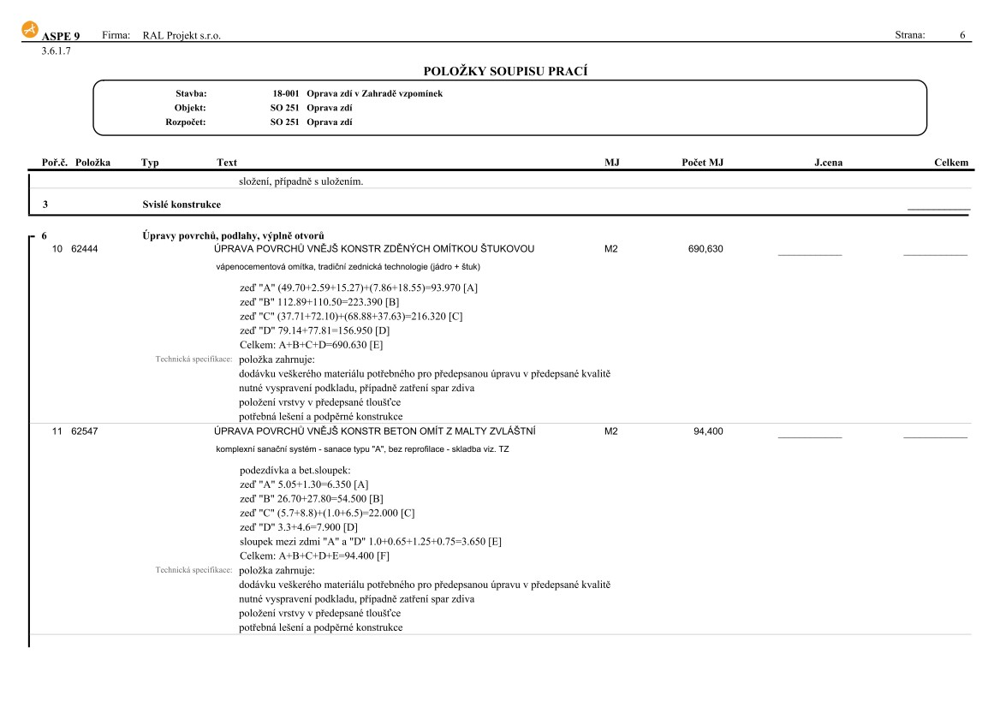 ASPE 9 Firma: RAL Projekt s.r.o. Strana: 6
3.6.1.7
POLOŽKY SOUPISU PRACÍ
Stavba: 18-001 Oprava zdí v Zahradě vzpomínek
Objekt: SO 251 Oprava zdí
Rozpočet: SO 251 Oprava zdí
Poř.č. Položka Typ Text MJ Počet MJ J.cena Celkem
složení, případně s uložením.
3 Svislé konstrukce
6 Úpravy povrchů, podlahy, výplně otvorů
10 62444 ÚPRAVA POVRCHŮ VNĚJŠ KONSTR ZDĚNÝCH OMÍTKOU ŠTUKOVOU M2 690,630
vápenocementová omítka, tradiční zednická technologie (jádro + štuk)
zeď "A" (49.70+2.59+15.27)+(7.86+18.55)=93.970 [A]
zeď "B" 112.89+110.50=223.390 [B]
zeď "C" (37.71+72.10)+(68.88+37.63)=216.320 [C]
zeď "D" 79.14+77.81=156.950 [D]
Celkem: A+B+C+D=690.630 [E]
Technická specifikace: položka zahrnuje:
dodávku veškerého materiálu potřebného pro předepsanou úpravu v předepsané kvalitě
nutné vyspravení podkladu, případně zatření spar zdiva
položení vrstvy v předepsané tloušťce
potřebná lešení a podpěrné konstrukce
11 62547 ÚPRAVA POVRCHŮ VNĚJŠ KONSTR BETON OMÍT Z MALTY ZVLÁŠTNÍ M2 94,400
komplexní sanační systém - sanace typu "A", bez reprofilace - skladba viz. TZ
podezdívka a bet.sloupek:
zeď "A" 5.05+1.30=6.350 [A]
zeď "B" 26.70+27.80=54.500 [B]
zeď "C" (5.7+8.8)+(1.0+6.5)=22.000 [C]
zeď "D" 3.3+4.6=7.900 [D]
sloupek mezi zdmi "A" a "D" 1.0+0.65+1.25+0.75=3.650 [E]
Celkem: A+B+C+D+E=94.400 [F]
Technická specifikace: položka zahrnuje:
dodávku veškerého materiálu potřebného pro předepsanou úpravu v předepsané kvalitě
nutné vyspravení podkladu, případně zatření spar zdiva
položení vrstvy v předepsané tloušťce
potřebná lešení a podpěrné konstrukce